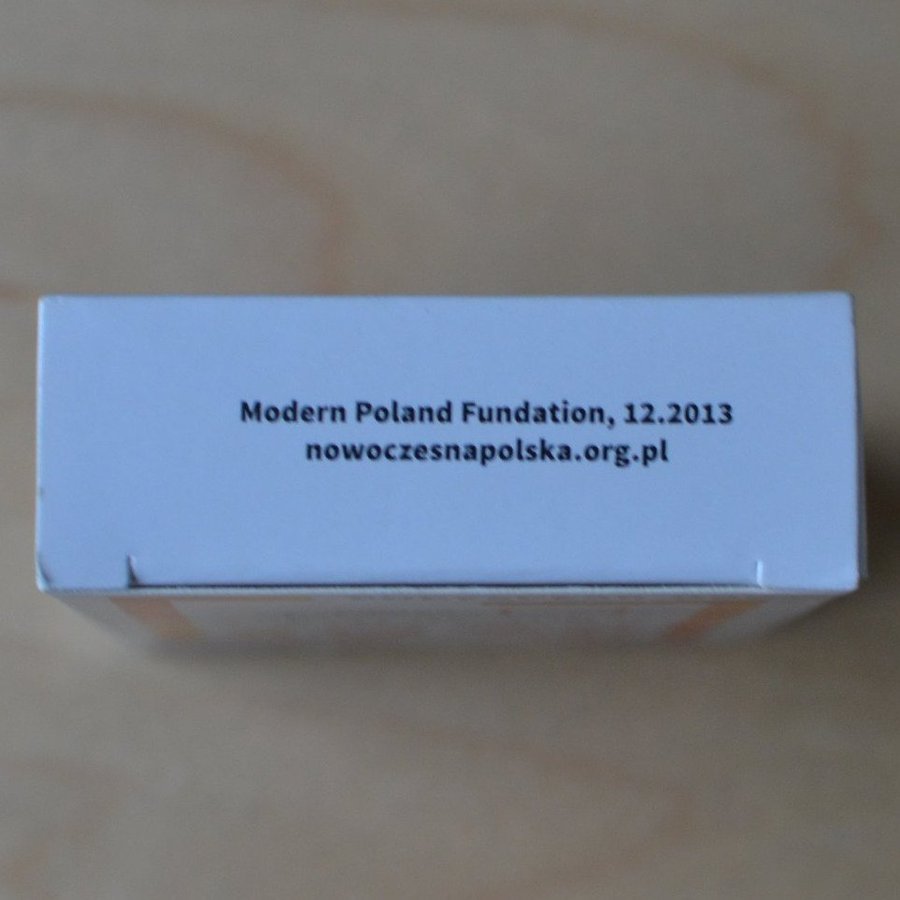 Modern Poland Fundation, 12.2013
nowoczesnapolska.org.pl